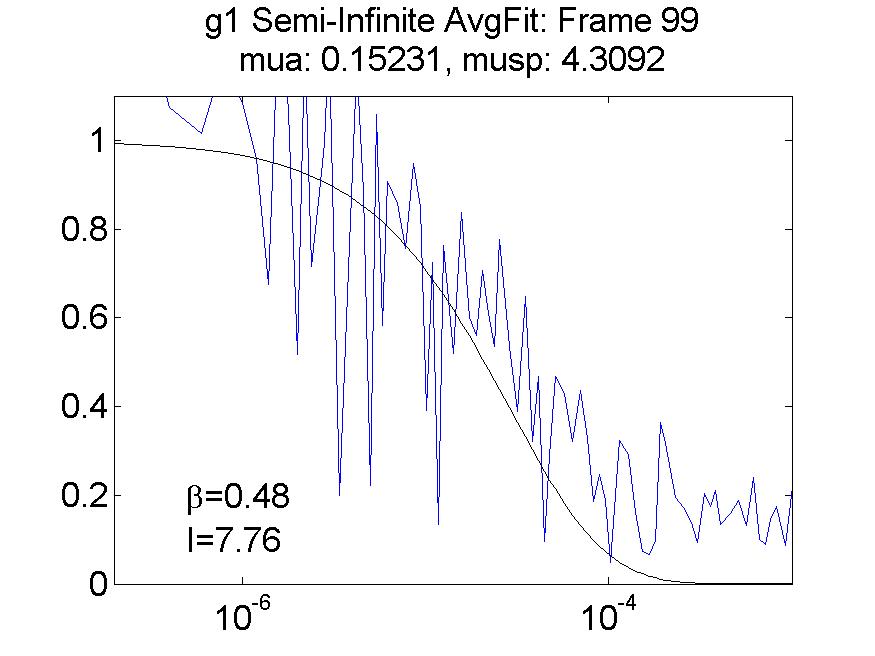 g1 Semi-Infinite AvgFit: Frame 99
mua: 0.15231, musp: 4.3092
1
0.8
0.6
0.4
0.2
0
β=0.48
I=7.76
10^-6
10^-4